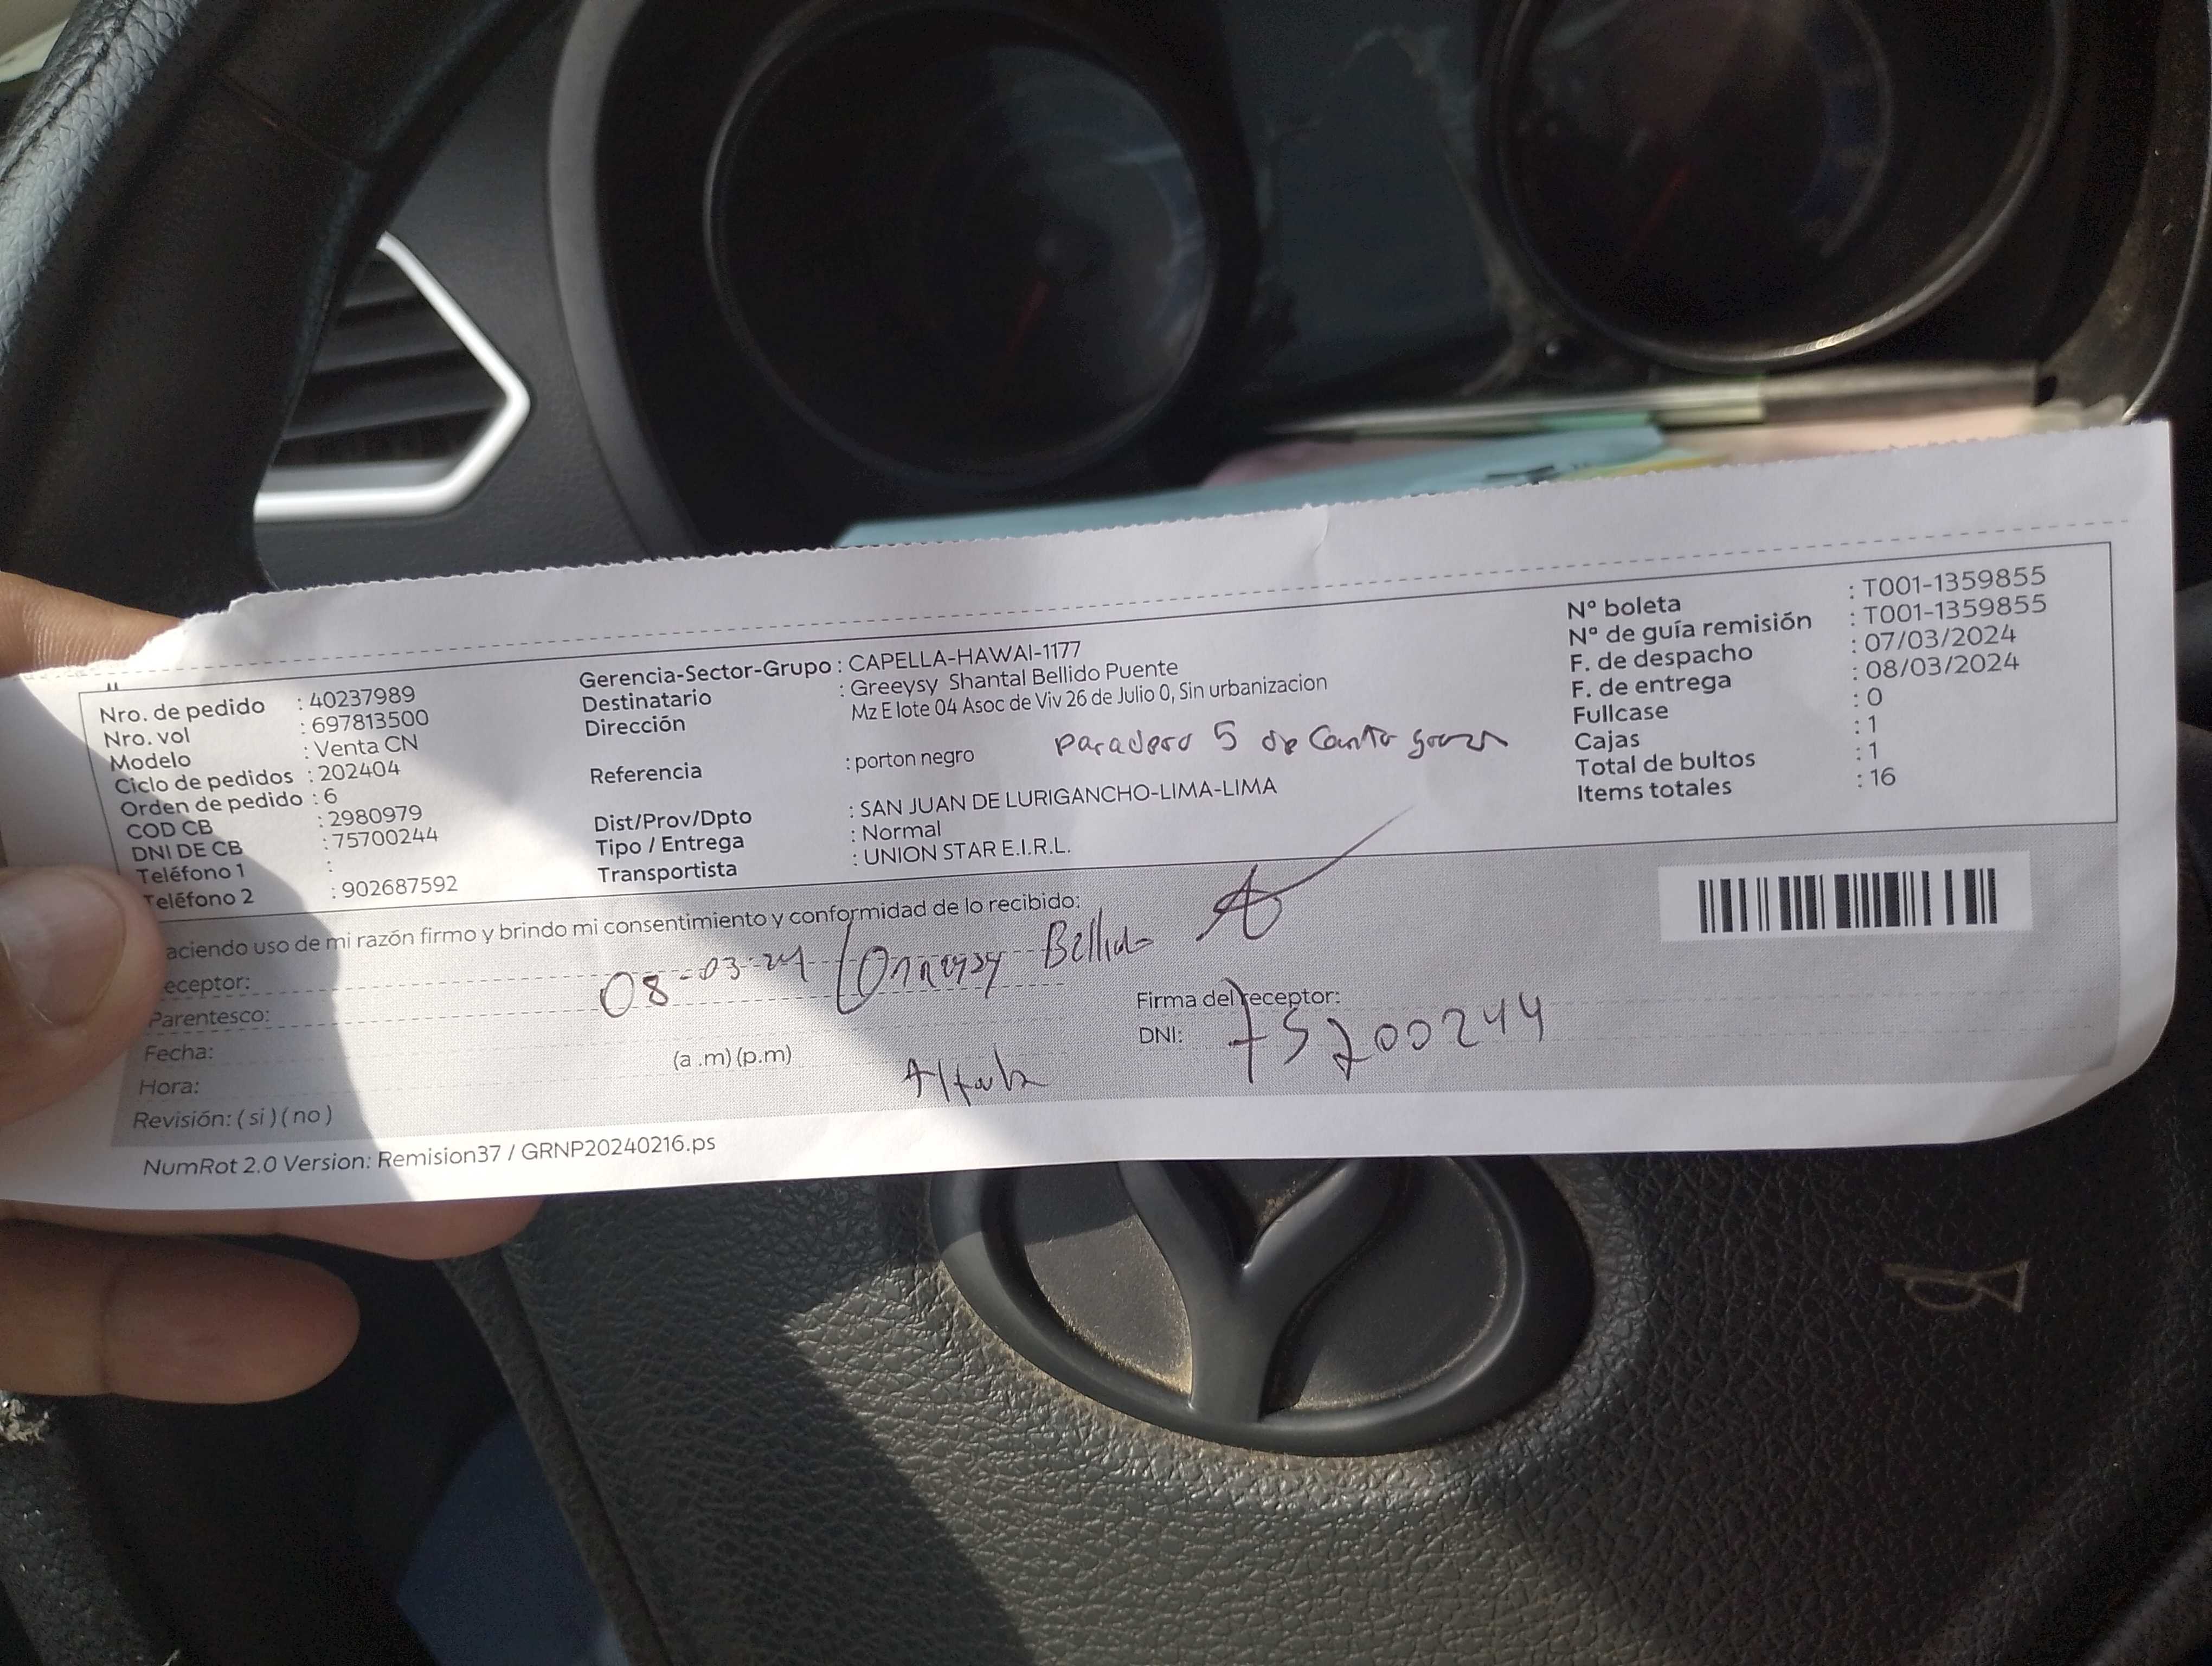 Nro. de pedido : 40237989
Nro. vol : 697813500
Modelo : Venta CN
Ciclo de pedidos : 202404
Orden de pedido : 6
COD CB : 2980979
DNI DE CB : 75700244
Teléfono 1 :
Teléfono 2 : 902687592
Gerencia-Sector-Grupo : CAPELLA-HAWAI-1177
Destinatario : Greeysy Shantal Bellido Puente
Dirección Mz E lote 04 Asoc de Viv 26 de Julio 0, Sin urbanizacion
Referencia : porton negro paradero 5 de Canto
Dist/Prov/Dpto : SAN JUAN DE LURIGANCHO-LIMA-LIMA
Tipo / Entrega : Normal
Transportista : UNION STAR E.I.R.L.
Nº boleta : T001-1359855
Nº de guía remisión : T001-1359855
F. de despacho : 07/03/2024
F. de entrega : 08/03/2024
Fullcase : 0
Cajas : 1
Total de bultos : 1
Items totales : 16
aciendo uso de mi razón firmo y brindo mi consentimiento y conformidad de lo recibido:
eceptor: 08-03-24 Bellido
Parentesco:
Fecha:
Hora: (a .m) (p.m)
Revisión: ( si ) ( no )
Firma del receptor:
DNI: 75700244
NumRot 2.0 Version: Remision37 / GRNP20240216.ps